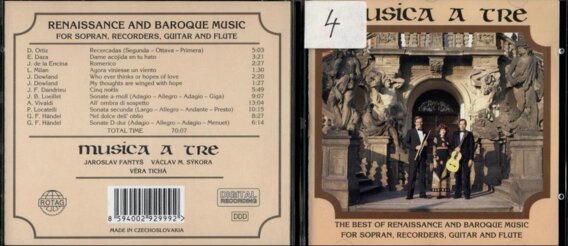 RENAISSANCE AND BAROQUE MUSIC
FOR SOPRAN, RECORDERS, GUITAR AND FLUTE
D. Ortiz Recercadas (Segunda – Ottava – Primera) 5:03
E. Daza Dame acojida en tu hato 3:22
J. de la Encina Romerico 2:27
L. Milan Agora viniesse un viento 1:30
J. Dowland Who ever thinks or hopes of love 2:20
J. Dowland My thoughts are winged with hope 2:21
J. F. Dandrieu Cinq notëls 5:49
J. B. Loeillet Sonate a-moll (Adagio – Allegro – Adagio – Giga) 9:07
A. Vivaldi All' ombra di sospetto 13:04
P. Locatelli Sonata secunda (Largo – Allegro – Andante – Presto) 10:15
G. F. Händel "Nel dolce dell' oblio 8:27
G. F. Händel Sonate D-dur (Adagio – Allegro – Adagio – Menuet) 6:14
TOTAL TIME 70:07
musica a tre
JAROSLAV FANTYŠ VÁCLAV M. SÝKORA
VĚRA TICHÁ
ROTAG
8 594002 929992 >
DIGITAL
RECORDING
DDD
MADE IN CZECHOSLOVAKIA
4
musica a tre
THE BEST OF RENAISSANCE AND BAROQUE MUSIC
FOR SOPRAN, RECORDERS, GUITAR AND FLUTE